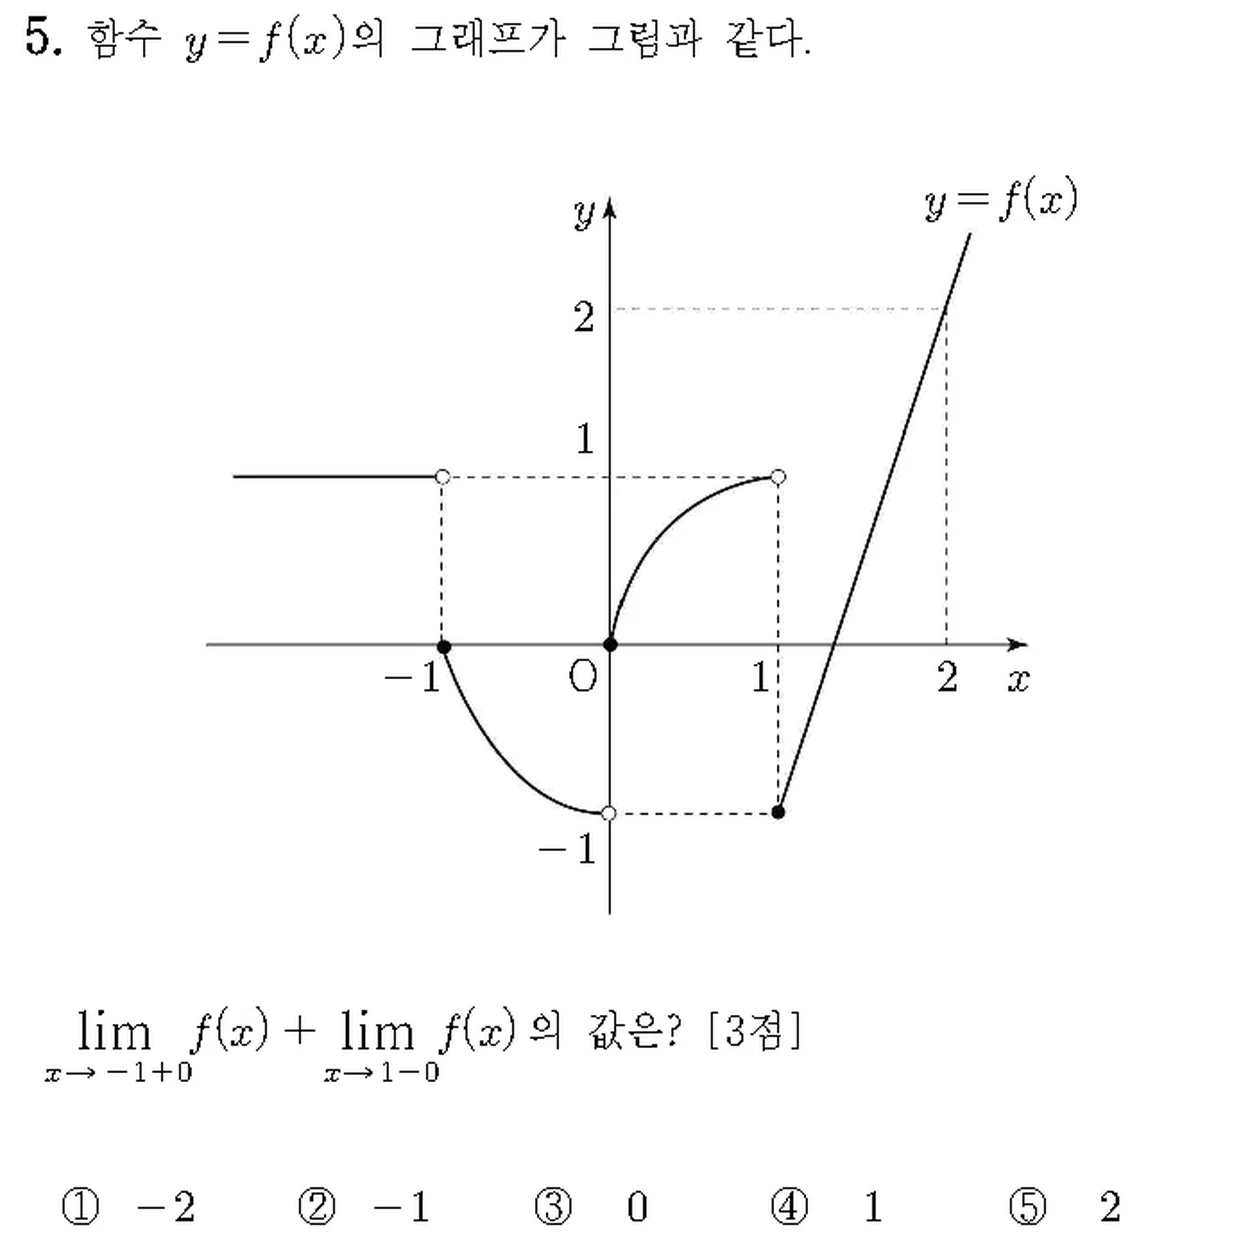 5. 함수 y=f(x)의 그래프가 그림과 같다.
y=f(x)
y
2
1
-1
O
1
2
x
-1
lim f(x) + lim f(x) 의 값은? [3점]
x→-1+0 x→1-0
① -2 ② -1 ③ 0 ④ 1 ⑤ 2